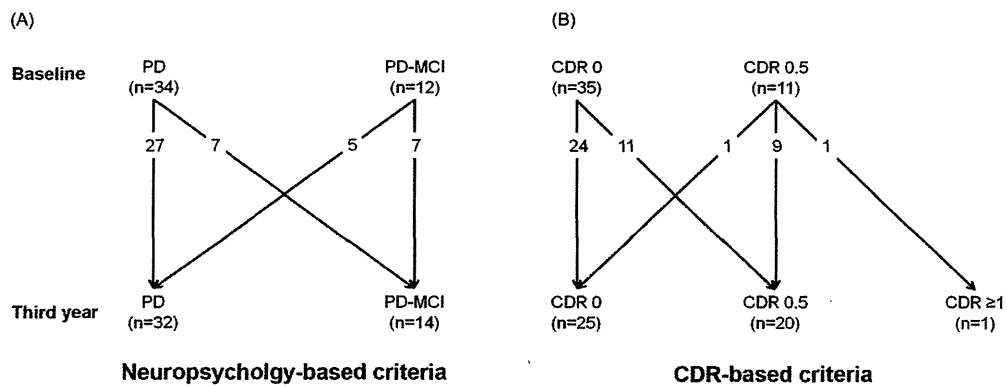 (A)
(B)
Baseline
PD
(n=34)
PD-MCI
(n=12)
CDR 0
(n=35)
CDR 0.5
(n=11)
27
7
5
7
24
11
1
9
1
Third year
PD
(n=32)
PD-MCI
(n=14)
CDR 0
(n=25)
CDR 0.5
(n=20)
CDR ≥1
(n=1)
Neuropsycholgy-based criteria
CDR-based criteria